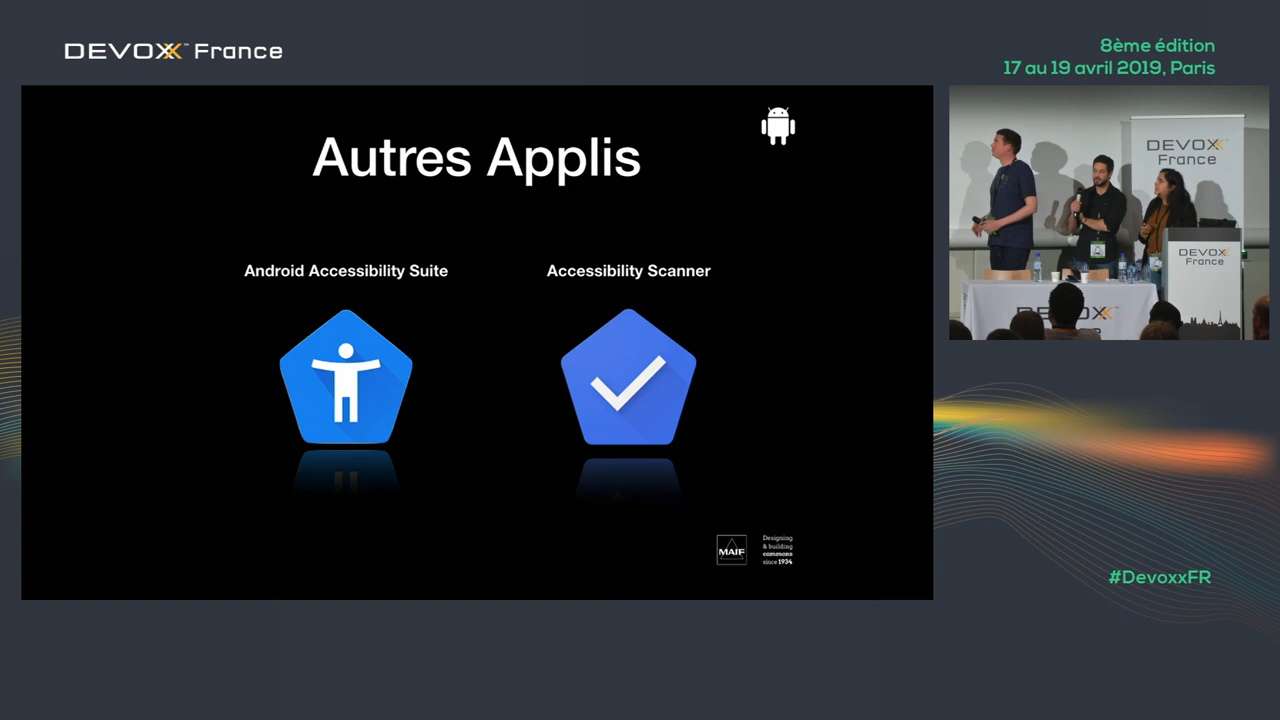 DEVOXX™ France
8ème édition
17 au 19 avril 2019, Paris
Autres Applis
Android Accessibility Suite
Accessibility Scanner
MAIF
Designing
& building
commons
since 1934
DEVOXX
France
DEVOXX
France
DEVOXX
#DevoxxFR